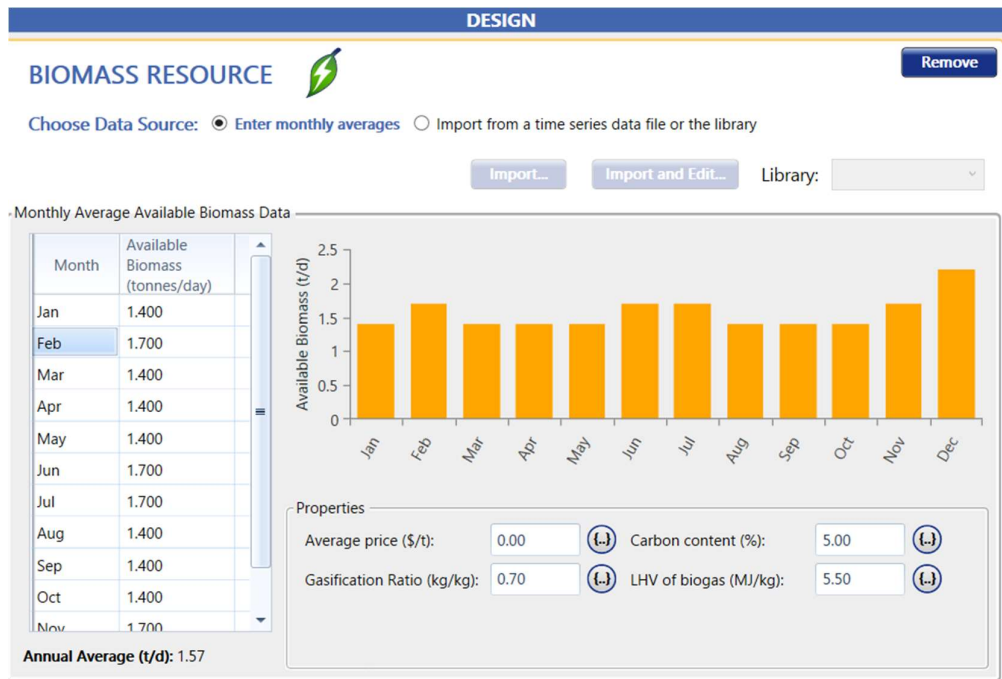 DESIGN
BIOMASS RESOURCE
Remove
Choose Data Source: Enter monthly averages Import from a time series data file or the library
Import... Import and Edit... Library:
Monthly Average Available Biomass Data
Month Available Biomass (tonnes/day)
Jan 1.400
Feb 1.700
Mar 1.400
Apr 1.400
May 1.400
Jun 1.700
Jul 1.700
Aug 1.400
Sep 1.400
Oct 1.400
Nov 1.700
Annual Average (t/d): 1.57
Available Biomass (t/d)
2.5
2
1.5
1
0.5
0
Jan Feb Mar Apr May Jun Jul Aug Sep Oct Nov Dec
Properties
Average price ($/t): 0.00 {..} Carbon content (%): 5.00 {..}
Gasification Ratio (kg/kg): 0.70 {..} LHV of biogas (MJ/kg): 5.50 {..}